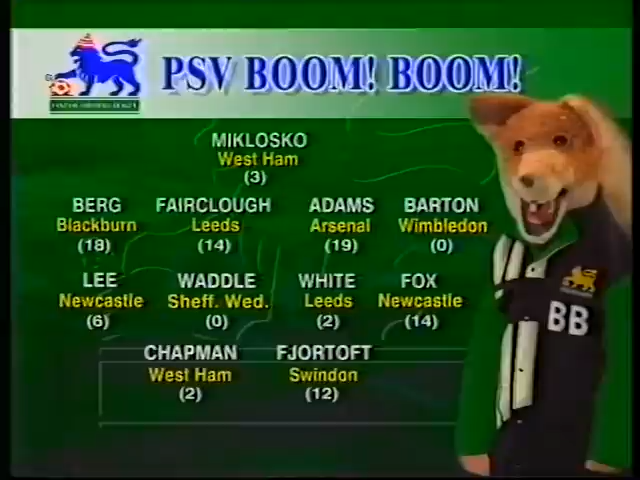 PSV BOOM! BOOM!
MIKLOSKO
West Ham
(3)
BERG FAIRCLOUGH ADAMS BARTON
Blackburn Leeds Arsenal Wimbledon
(18) (14) (19) (0)
LEE WADDLE WHITE FOX
Newcastle Sheff. Wed. Leeds Newcastle
(6) (0) (2) (14)
CHAPMAN FJORTOFT
West Ham Swindon
(2) (12)
BB